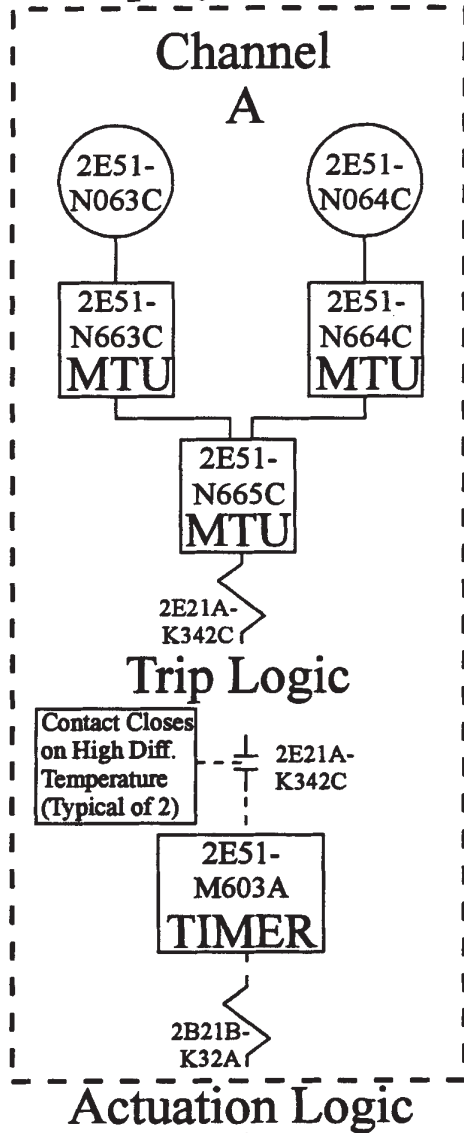 Channel
A
2E51-
N063C
2E51-
N064C
2E51-
N663C
MTU
2E51-
N664C
MTU
2E51-
N665C
MTU
2E21A-
K342C
Trip Logic
Contact Closes
on High Diff.
Temperature
(Typical of 2)
2E21A-
K342C
2E51-
M603A
TIMER
2B21B-
K32A
Actuation Logic